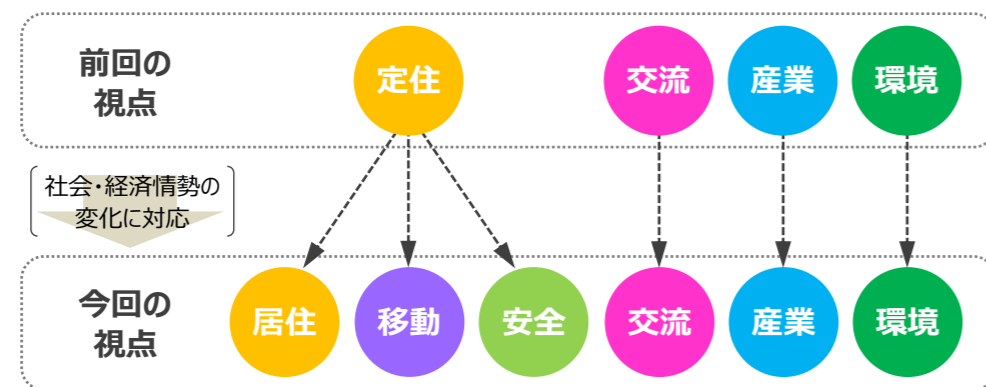 前回の
視点
定住
交流
産業
環境
社会・経済情勢の
変化に対応
今回の
視点
居住
移動
安全
交流
産業
環境